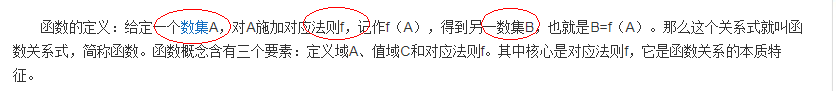 函数的定义：给定一个数集A，对A施加对应法则f，记作f（A），得到另一数集B，也就是B=f（A）。那么这个关系式就叫函
数关系式，简称函数。函数概念含有三个要素：定义域A、值域C和对应法则f。其中核心是对应法则f，它是函数关系的本质特
征。